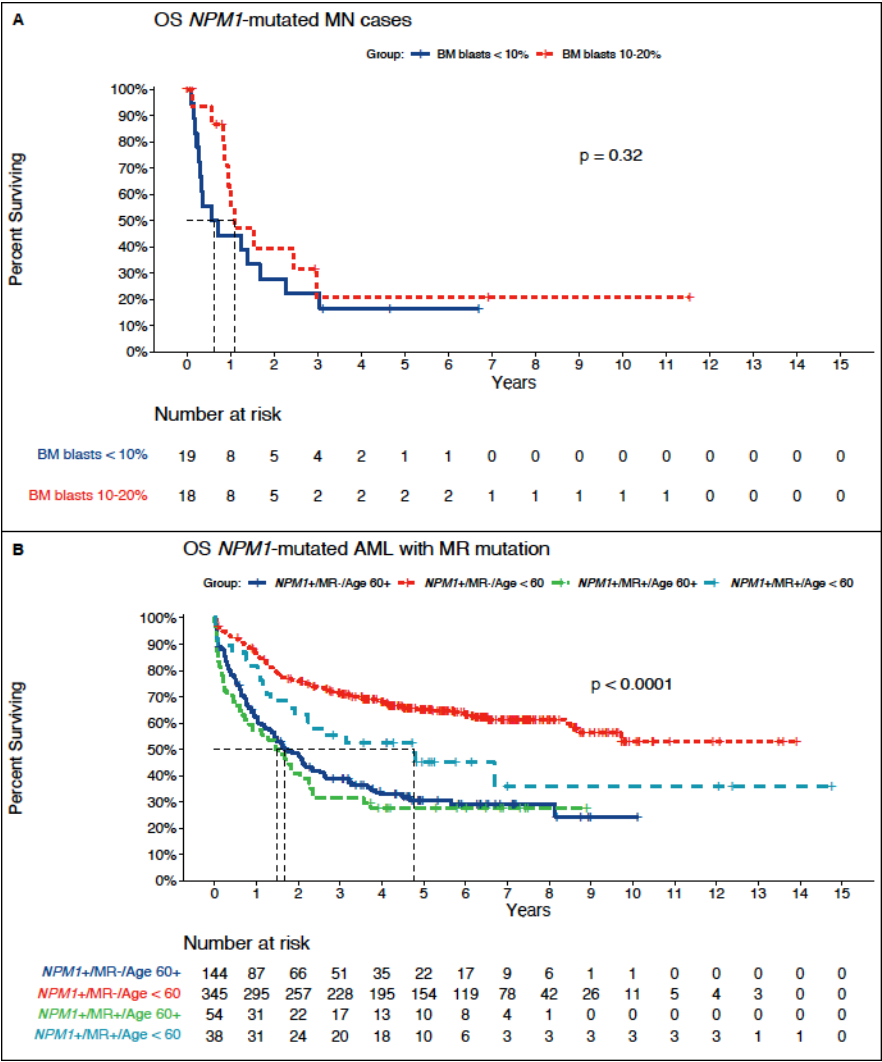 A
OS NPM1-mutated MN cases
Group: BM blasts < 10% BM blasts 10-20%
100%
90%
80%
70%
60%
50%
40%
30%
20%
10%
0%
Percent Surviving
p = 0.32
0 1 2 3 4 5 6 7 8 9 10 11 12 13 14 15
Years
Number at risk
BM blasts < 10% 19 8 5 4 2 1 1 0 0 0 0 0 0 0 0 0
BM blasts 10-20% 18 8 5 2 2 2 2 1 1 1 1 1 0 0 0 0
B
OS NPM1-mutated AML with MR mutation
Group: NPM1+/MR-/Age 60+ NPM1+/MR-/Age < 60 NPM1+/MR+/Age 60+ NPM1+/MR+/Age < 60
100%
90%
80%
70%
60%
50%
40%
30%
20%
10%
0%
Percent Surviving
p < 0.0001
0 1 2 3 4 5 6 7 8 9 10 11 12 13 14 15
Years
Number at risk
NPM1+/MR-/Age 60+ 144 87 66 51 35 22 17 9 6 1 1 0 0 0 0 0
NPM1+/MR-/Age < 60 345 295 257 228 195 154 119 78 42 26 11 5 4 3 0 0
NPM1+/MR+/Age 60+ 54 31 22 17 13 10 8 4 1 0 0 0 0 0 0 0
NPM1+/MR+/Age < 60 38 31 24 20 18 10 6 3 3 3 3 3 3 1 1 0